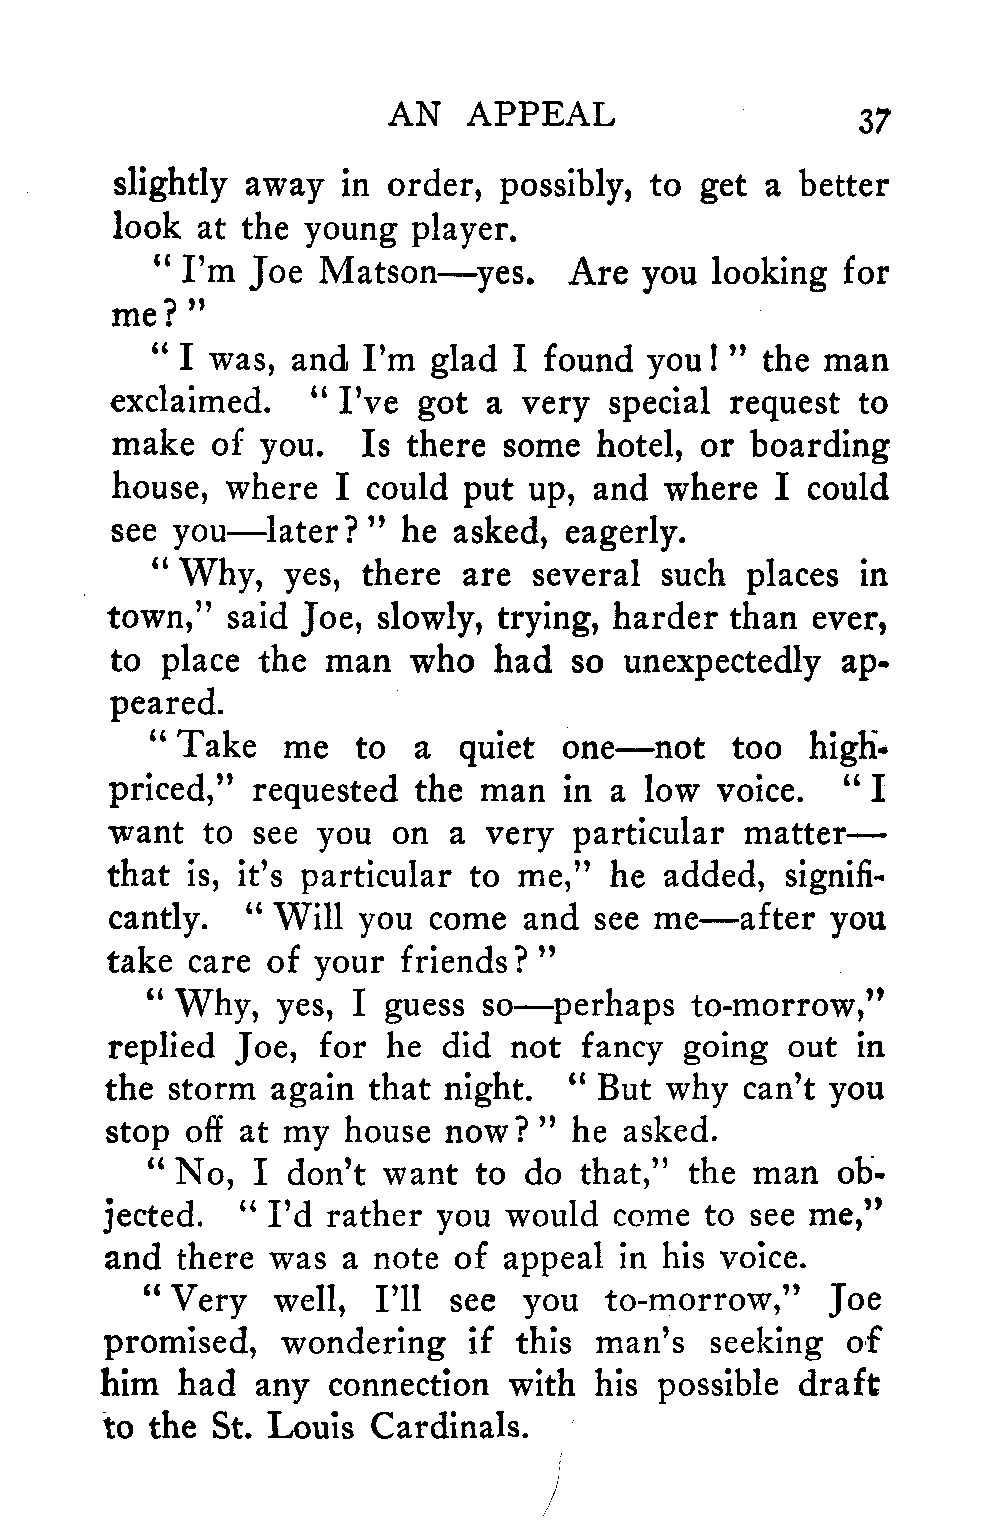 AN APPEAL 37
slightly away in order, possibly, to get a better
look at the young player.
“ I’m Joe Matson—yes. Are you looking for
me? ”
“ I was, and I’m glad I found you! ” the man
exclaimed. “ I’ve got a very special request to
make of you. Is there some hotel, or boarding
house, where I could put up, and where I could
see you—later? ” he asked, eagerly.
“ Why, yes, there are several such places in
town,” said Joe, slowly, trying, harder than ever,
to place the man who had so unexpectedly ap-
peared.
“ Take me to a quiet one—not too high-
priced,” requested the man in a low voice. “ I
want to see you on a very particular matter—
that is, it’s particular to me,” he added, signifi-
cantly. “ Will you come and see me—after you
take care of your friends? ”
“ Why, yes, I guess so—perhaps to-morrow,”
replied Joe, for he did not fancy going out in
the storm again that night. “ But why can’t you
stop off at my house now? ” he asked.
“ No, I don’t want to do that,” the man ob-
jected. “ I’d rather you would come to see me,”
and there was a note of appeal in his voice.
“ Very well, I’ll see you to-morrow,” Joe
promised, wondering if this man’s seeking of
him had any connection with his possible draft
to the St. Louis Cardinals.